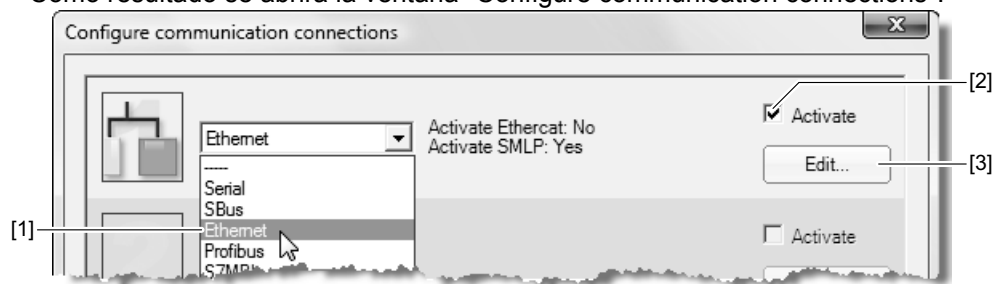 Como resultado se abrirá la ventana "Configure communication connections".
Configure communication connections
[2]
Activate
Ethernet
Activate Ethercat: No
Activate SMLP: Yes
Edit...
[3]
-----
Serial
SBus
[1]
Ethernet
Profibus
Activate